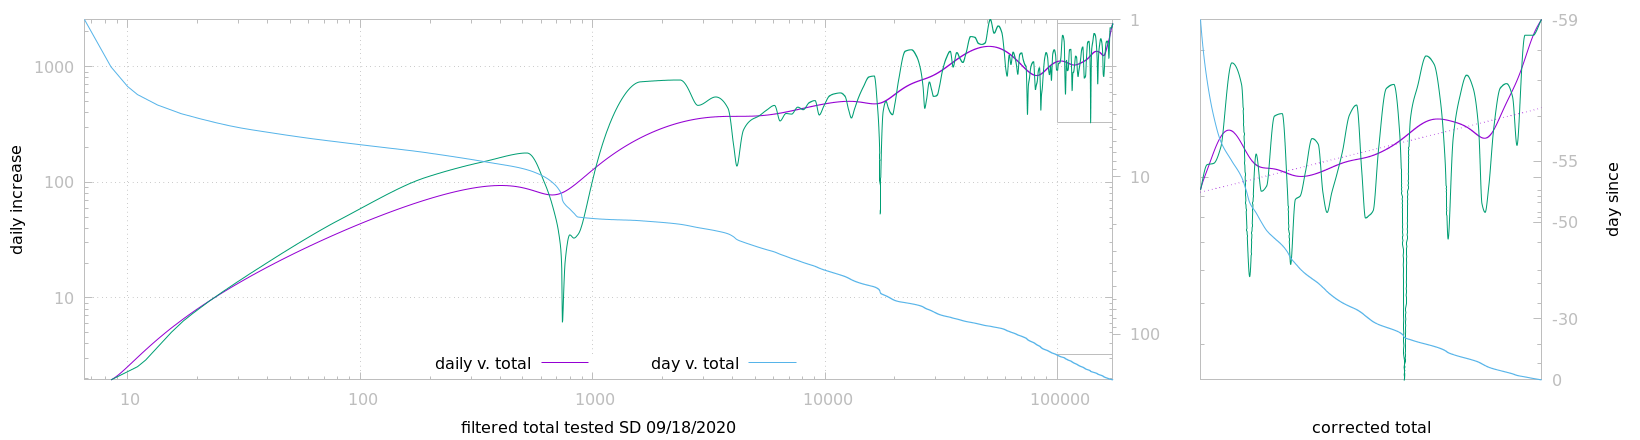 daily increase
1000
100
10
10
100
1000
10000
100000
1
10
100
daily v. total
day v. total
filtered total tested SD 09/18/2020
-59
-55
-50
-30
0
day since
corrected total